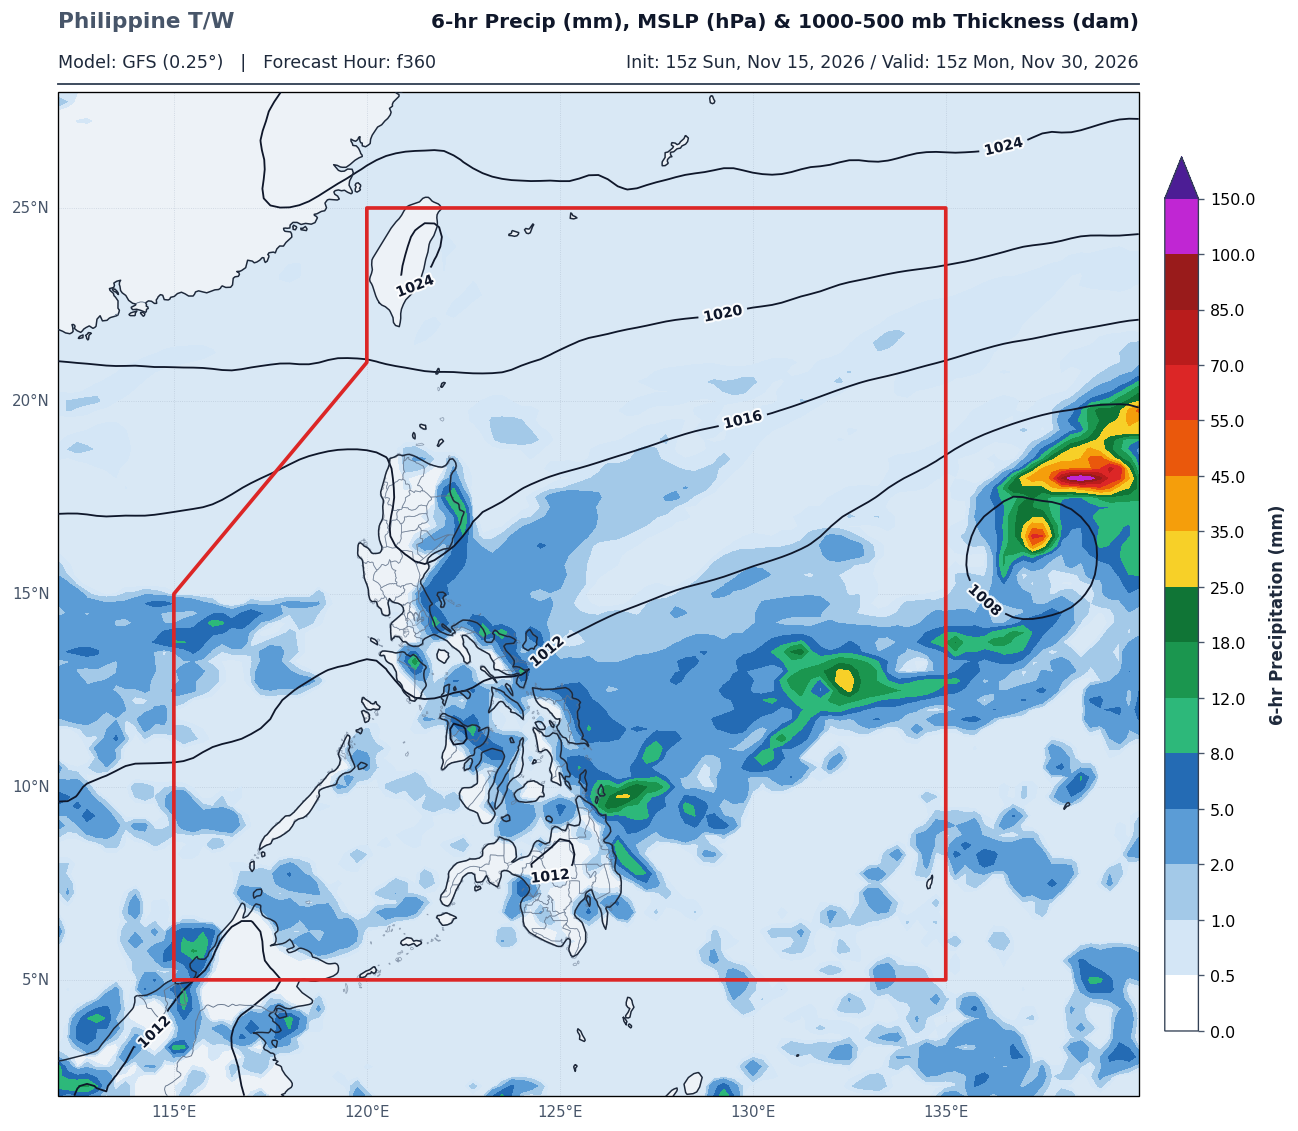 Philippine T/W
6-hr Precip (mm), MSLP (hPa) & 1000-500 mb Thickness (dam)
Model: GFS (0.25°) | Forecast Hour: f360
Init: 15z Sun, Nov 15, 2026 / Valid: 15z Mon, Nov 30, 2026
1024
1024
1020
1016
1008
1012
1012
1012
25°N
20°N
15°N
10°N
5°N
115°E
120°E
125°E
130°E
135°E
150.0
100.0
85.0
70.0
55.0
45.0
35.0
25.0
18.0
12.0
8.0
5.0
2.0
1.0
0.5
0.0
6-hr Precipitation (mm)